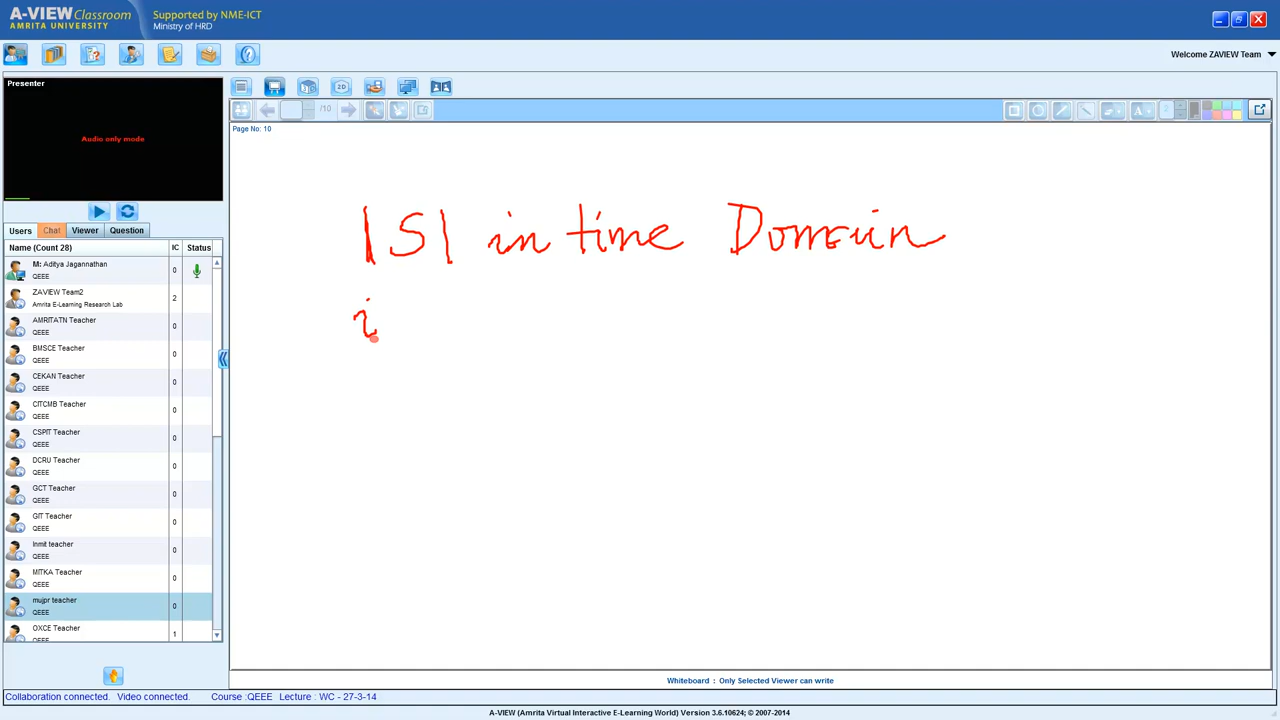 A-VIEW Classroom
AMRITA UNIVERSITY
Supported by NME-ICT
Ministry of HRD
Welcome ZAVIEW Team
Presenter
Audio only mode
/10
2D
A
2
Page No: 10
Users Chat Viewer Question
Name (Count 28) IC Status
M: Aditya Jagannathan 0
QEEE
ZAVIEW Team2 2
Amrita E-Learning Research Lab
AMRITATN Teacher 0
QEEE
BMSCE Teacher 0
QEEE
CEKAN Teacher 0
QEEE
CITCMB Teacher 0
QEEE
CSPIT Teacher 0
QEEE
DCRU Teacher 0
QEEE
GCT Teacher 0
QEEE
GIT Teacher 0
QEEE
Inmit teacher 0
QEEE
MITKA Teacher 0
QEEE
mujpr teacher 0
QEEE
OXCE Teacher 1
QEEE
ISI in time Domain
i
Whiteboard : Only Selected Viewer can write
Collaboration connected. Video connected. Course :QEEE Lecture : WC - 27-3-14
A-VIEW (Amrita Virtual Interactive E-Learning World) Version 3.6.10624; © 2007-2014